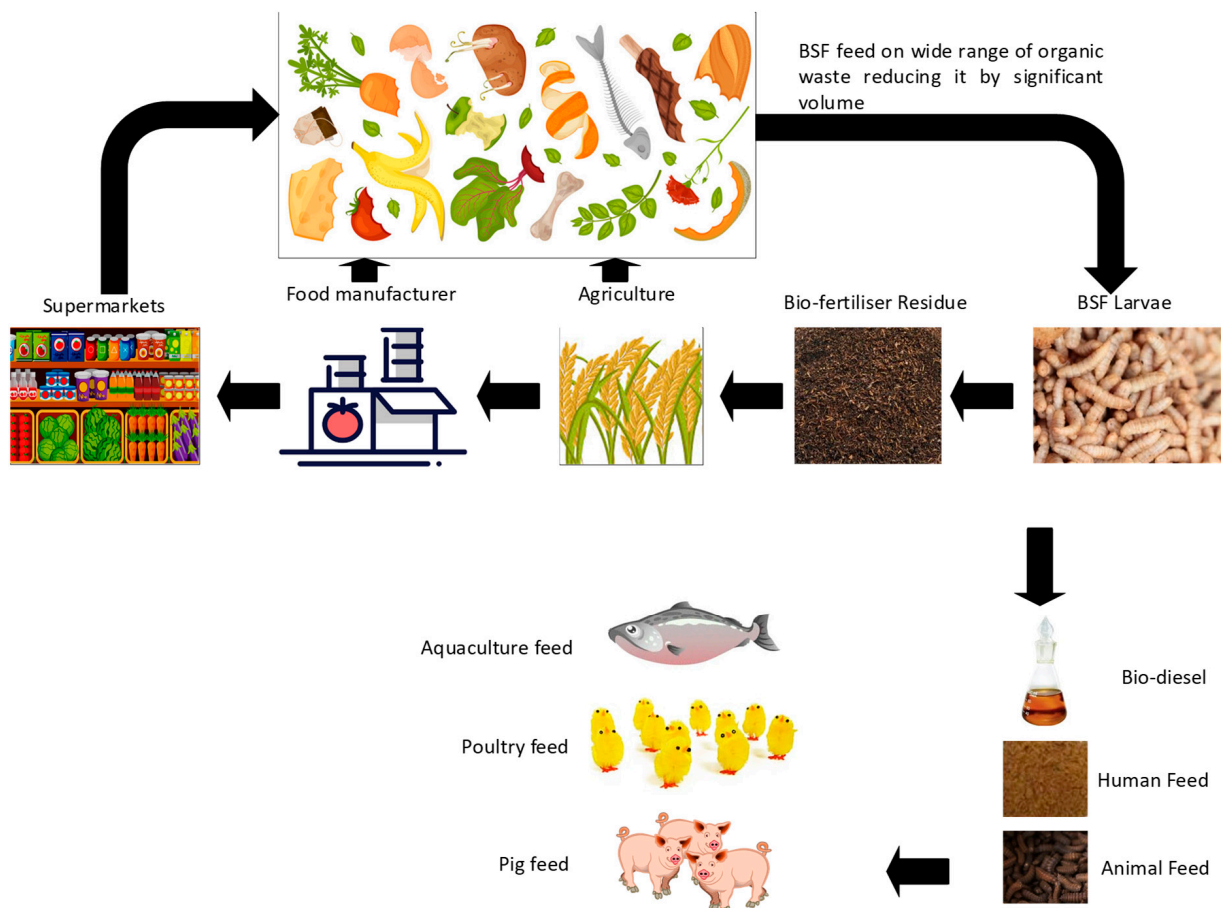 BSF feed on wide range of organic
waste reducing it by significant
volume
Supermarkets
Food manufacturer
Agriculture
Bio-fertiliser Residue
BSF Larvae
Aquaculture feed
Bio-diesel
Poultry feed
Human Feed
Pig feed
Animal Feed